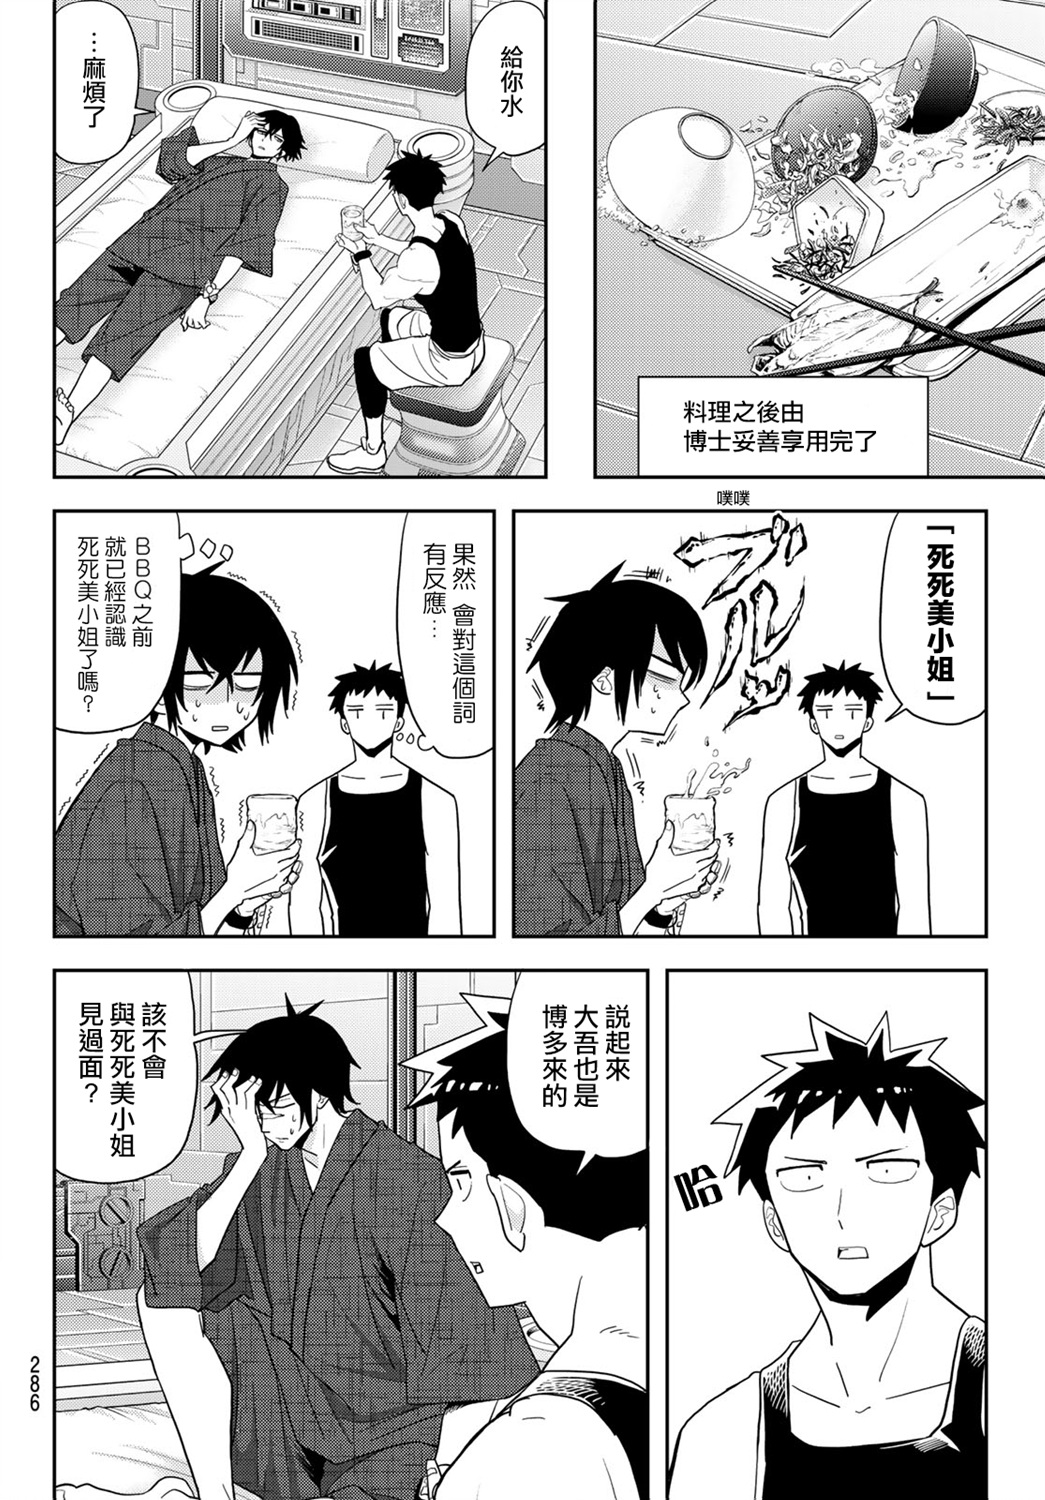 料理之後由
博士妥善享用完了
給你水
…麻煩了
「死死美小姐」
噗噗
ブルッ
果然 會對這個詞
有反應…
BBQ之前
就已經認識
死死美小姐了嗎?
哈
說起來
大吾也是
博多來的
該不會
與死死美小姐
見過面?
286